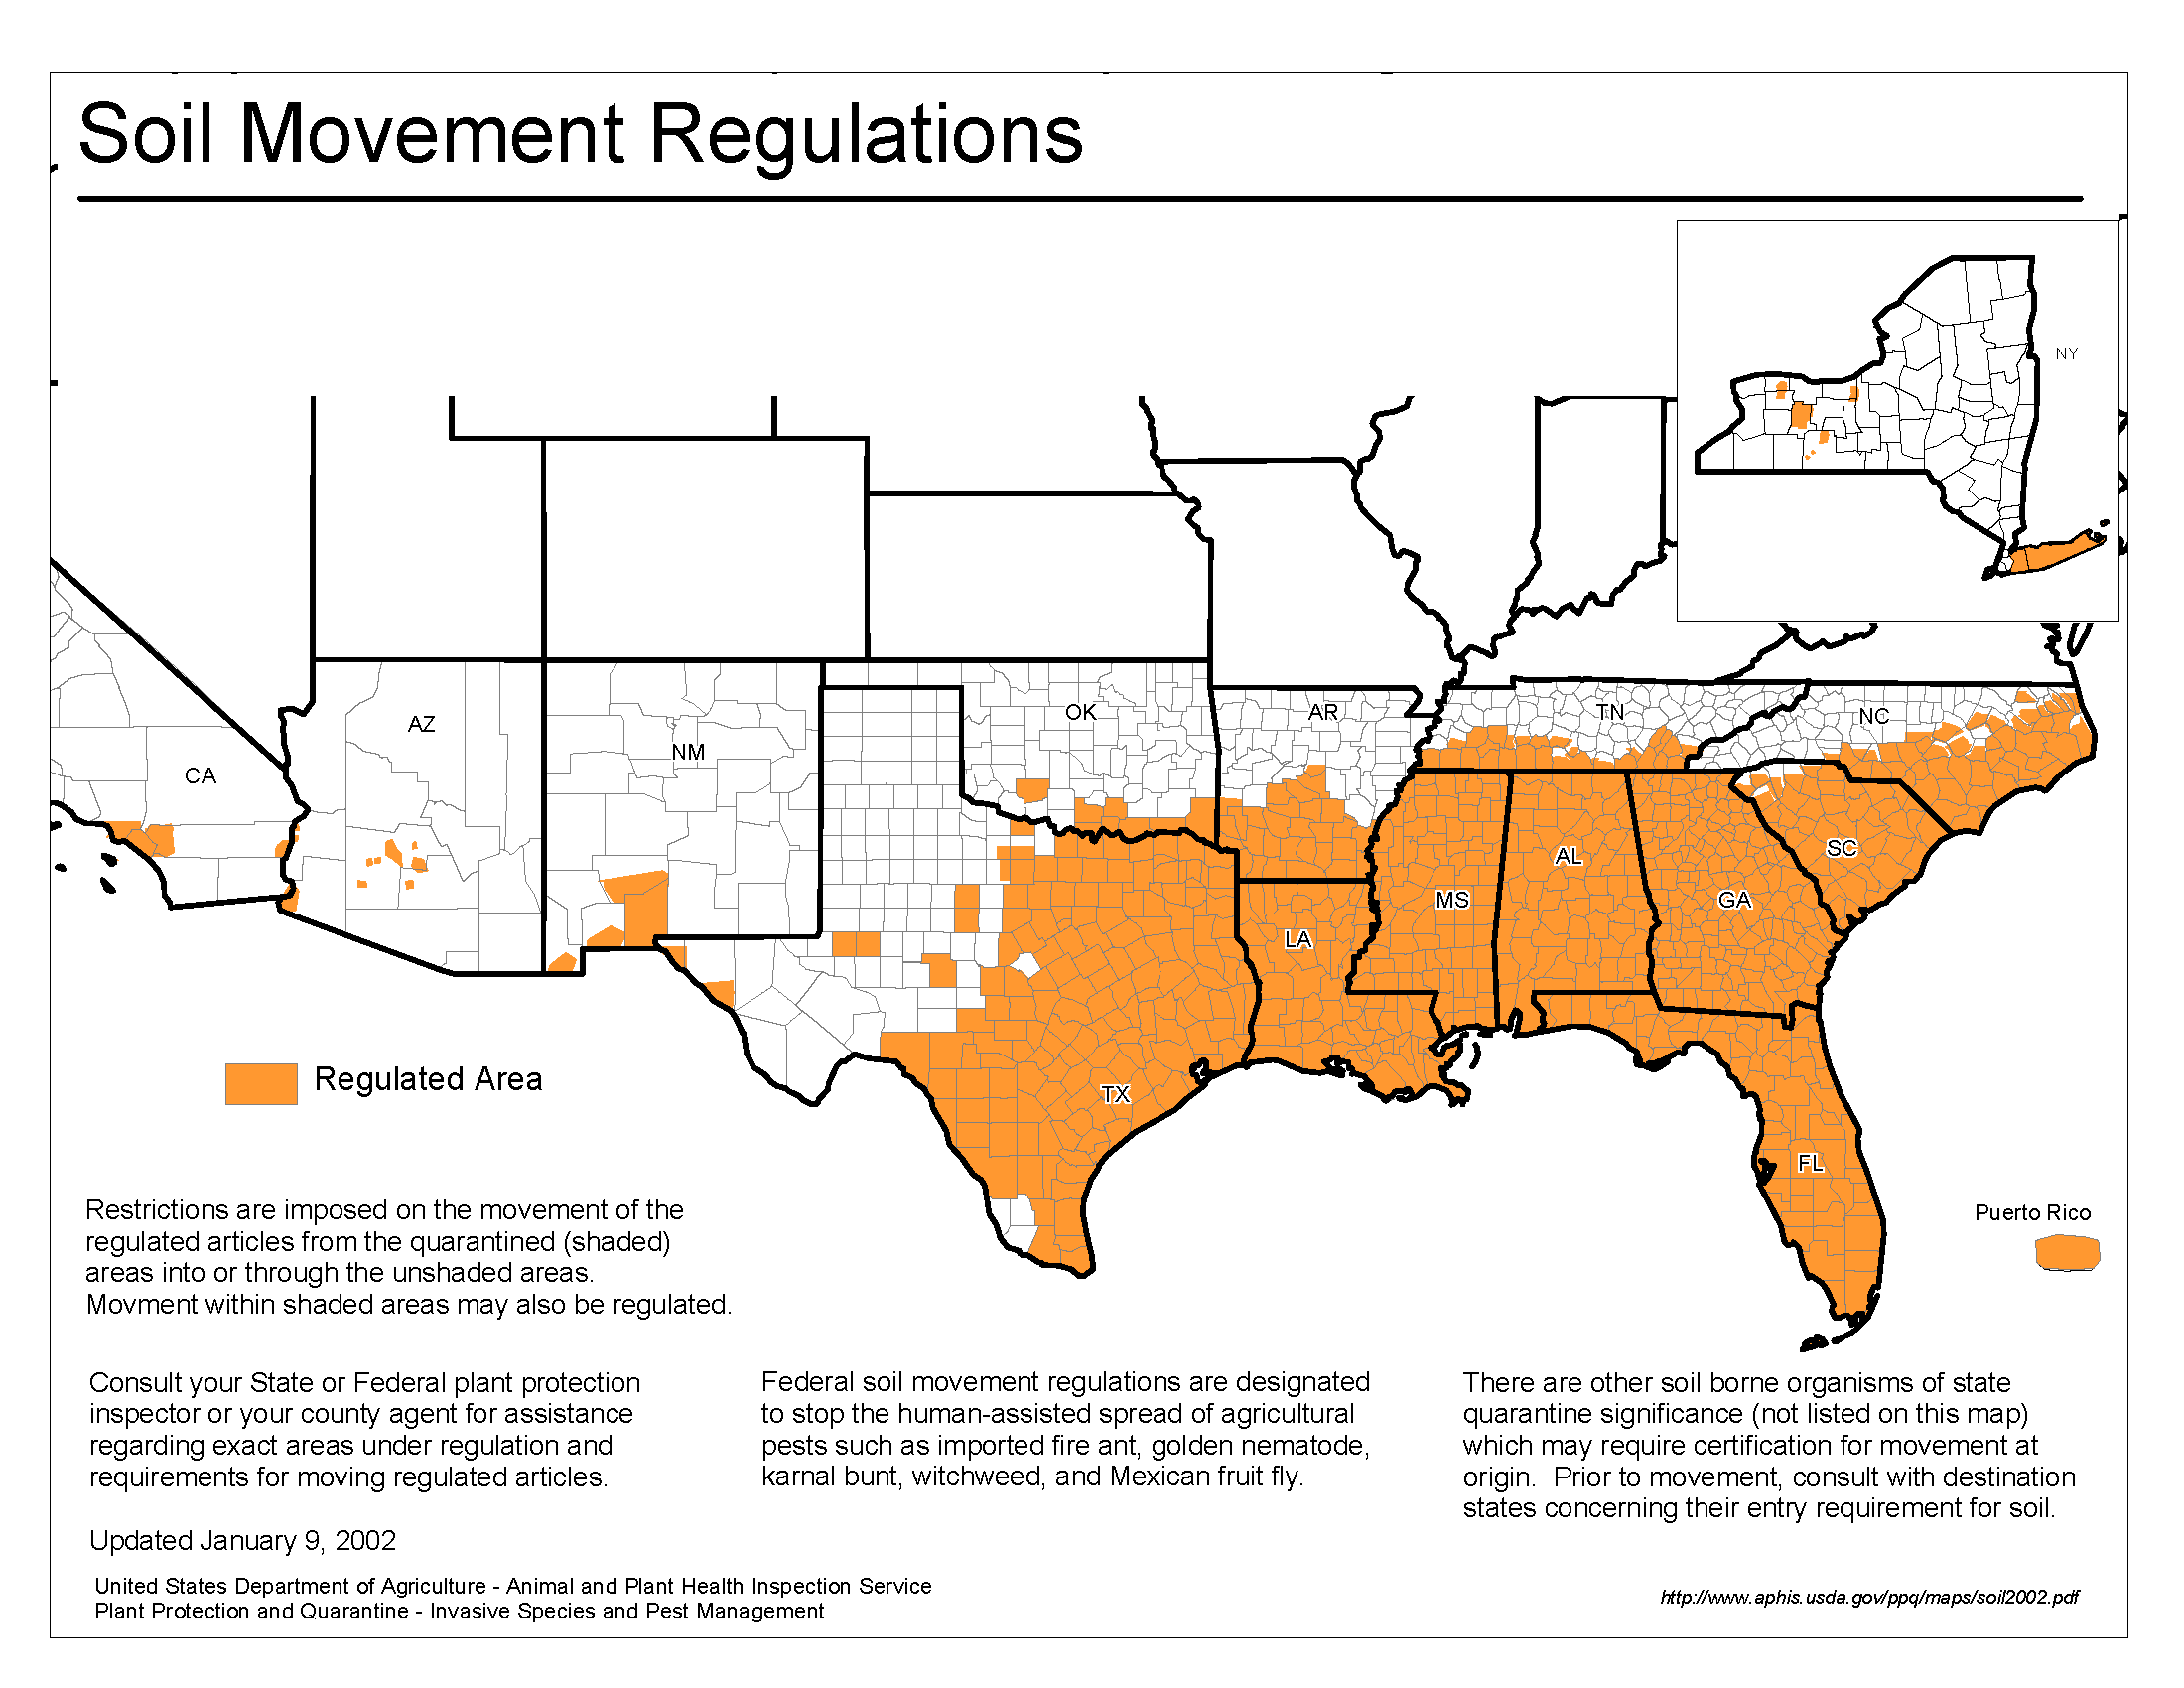 Soil Movement Regulations
NY
AZ
NM
CA
OK
AR
TN
NC
SC
AL
MS
GA
LA
TX
FL
Regulated Area
Puerto Rico
Restrictions are imposed on the movement of the
regulated articles from the quarantined (shaded)
areas into or through the unshaded areas.
Movment within shaded areas may also be regulated.
Consult your State or Federal plant protection
inspector or your county agent for assistance
regarding exact areas under regulation and
requirements for moving regulated articles.
Federal soil movement regulations are designated
to stop the human-assisted spread of agricultural
pests such as imported fire ant, golden nematode,
karnal bunt, witchweed, and Mexican fruit fly.
There are other soil borne organisms of state
quarantine significance (not listed on this map)
which may require certification for movement at
origin.  Prior to movement, consult with destination
states concerning their entry requirement for soil.
Updated January 9, 2002
United States Department of Agriculture - Animal and Plant Health Inspection Service
Plant Protection and Quarantine - Invasive Species and Pest Management
http://www.aphis.usda.gov/ppq/maps/soil2002.pdf